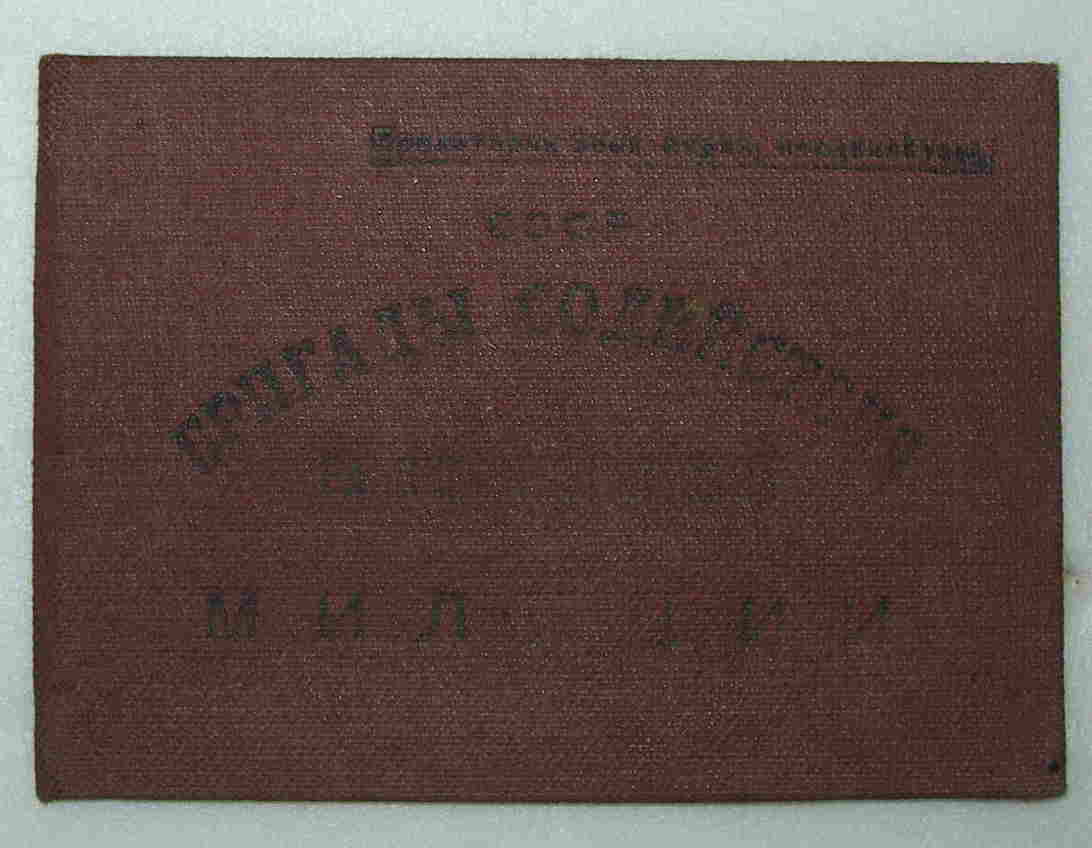 Пролетарии всех стран, соединяйтесь!
СССР
БРИГАДЫ СОДЕЙСТВИЯ
МИЛИЦИИ